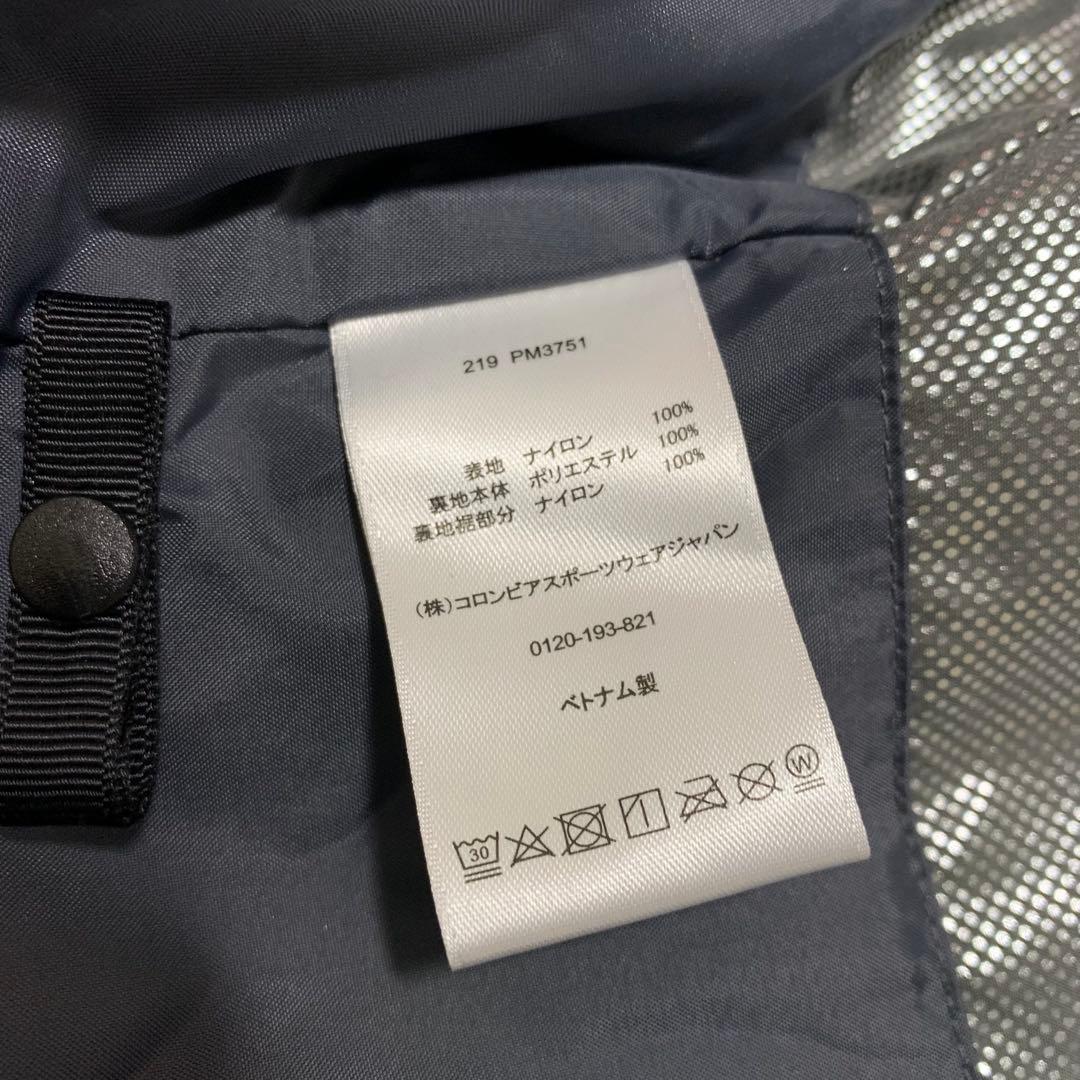 219 PM3751
表地 ナイロン 100%
裏地本体 ポリエステル 100%
裏地裾部分 ナイロン 100%
(株)コロンビアスポーツウェアジャパン
0120-193-821
ベトナム製
30 W